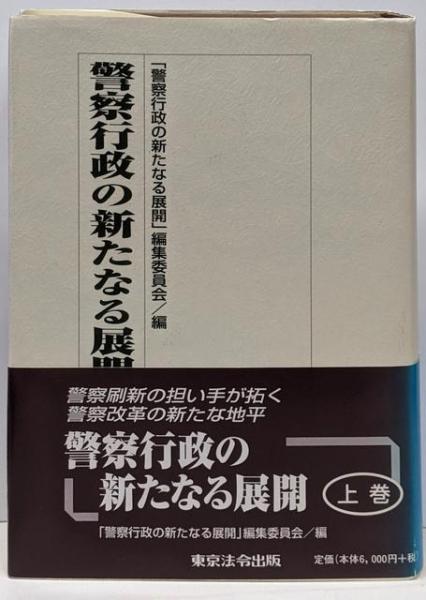 警察行政の新たなる展開
「警察行政の新たなる展開」編集委員会/編
警察刷新の担い手が拓く
警察改革の新たな地平
警察行政の
新たなる展開
上巻
「警察行政の新たなる展開」編集委員会/編
東京法令出版
定価(本体6,000円+税